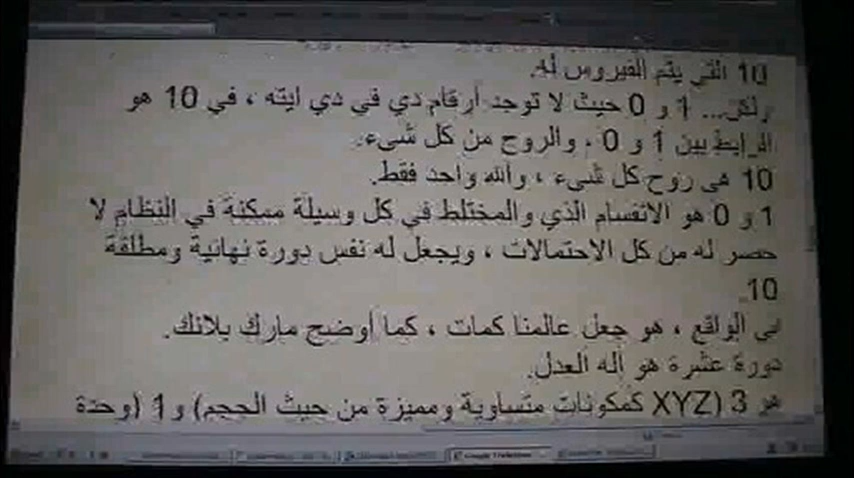 10 التي يتم الفيروس له.
ولكن... 1 و 0 حيث لا توجد أرقام دي في دي ايته ، في 10 هو
الرابط بين 1 و 0 ، والروح من كل شيء.
10 هي روح كل شيء ، والله واحد فقط.
1 و 0 هو الانقسام الذي والمختلط في كل وسيلة ممكنة في النظام لا
حصر له من كل الاحتمالات ، ويجعل له نفس دورة نهائية ومطلقة
10.
في الواقع ، هو جعل عالمنا كمات ، كما أوضح مارك بلانك.
دورة عشرة هو إله العدل.
هو 3 (XYZ كمكونات متساوية ومميزة من حيث الحجم) و 1 (وحدة